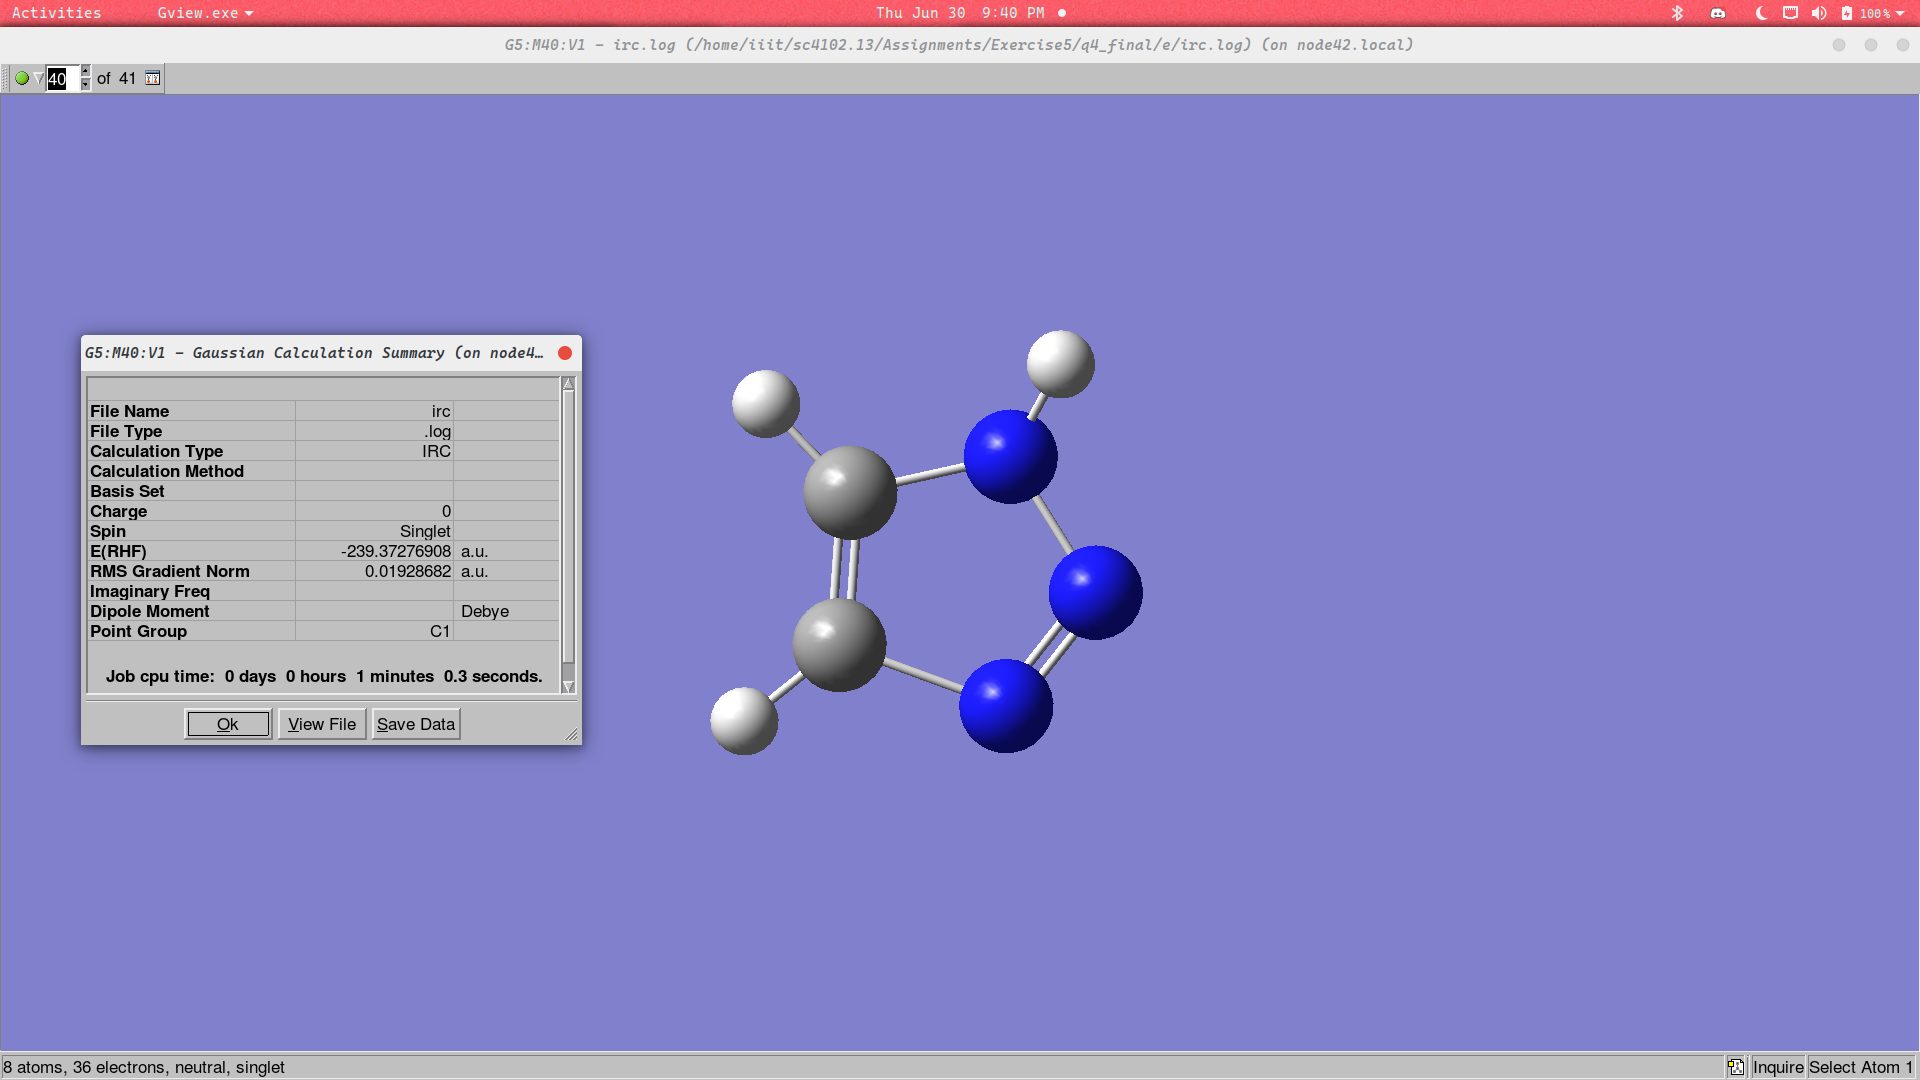 Activities Gview.exe Thu Jun 30 9:40 PM 100%
G5:M40:V1 - irc.log (/home/iiit/sc4102.13/Assignments/Exercise5/q4_final/e/irc.log) (on node42.local)
40 of 41
G5:M40:V1 - Gaussian Calculation Summary (on node4…
File Name irc
File Type .log
Calculation Type IRC
Calculation Method
Basis Set
Charge 0
Spin Singlet
E(RHF) -239.37276908 a.u.
RMS Gradient Norm 0.01928682 a.u.
Imaginary Freq
Dipole Moment Debye
Point Group C1
Job cpu time: 0 days 0 hours 1 minutes 0.3 seconds.
Ok View File Save Data
8 atoms, 36 electrons, neutral, singlet Inquire Select Atom 1